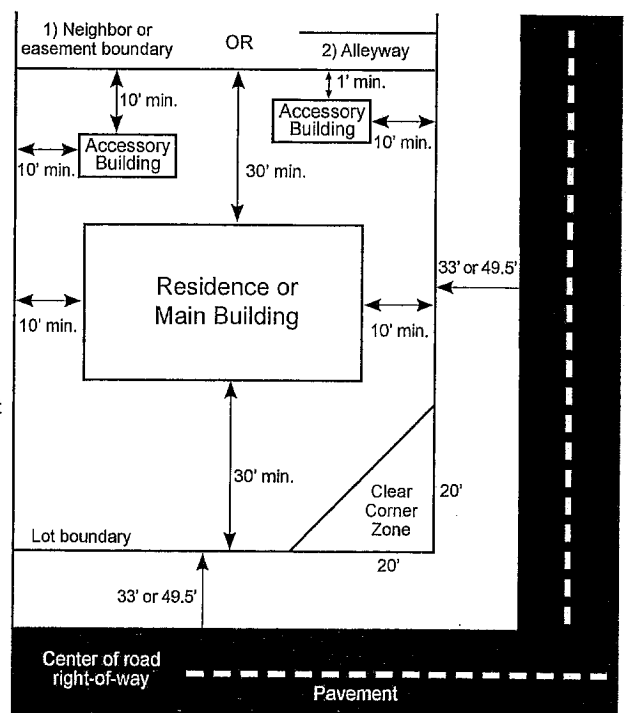 1) Neighbor or
easement boundary
OR
2) Alleyway
10' min.
1' min.
Accessory
Building
10' min.
Accessory
Building
10' min.
30' min.
Residence or
Main Building
33' or 49.5'
10' min.
10' min.
30' min.
Clear
Corner
Zone
20'
Lot boundary
20'
33' or 49.5'
Center of road
right-of-way
Pavement